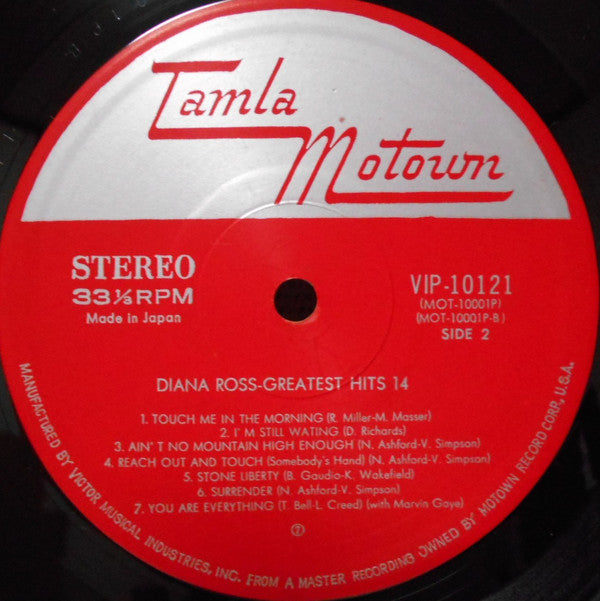 Tamla
Motown
STEREO
33⅓RPM
Made in Japan
VIP-10121
(MOT-10001P)
(MOT-10001P-B)
SIDE 2
DIANA ROSS-GREATEST HITS 14
1. TOUCH ME IN THE MORNING (R. Miller-M. Masser)
2. I'M STILL WATING (D. Richards)
3. AIN'T NO MOUNTAIN HIGH ENOUGH (N. Ashford-V. Simpson)
4. REACH OUT AND TOUCH (Somebody's Hand) (N. Ashford-V. Simpson)
5. STONE LIBERTY (B. Gaudio-K. Wakefield)
6. SURRENDER (N. Ashford-V. Simpson)
7. YOU ARE EVERYTHING (T. Bell-L. Creed) (with Marvin Gaye)
MANUFACTURED BY VICTOR MUSICAL INDUSTRIES, INC. FROM A MASTER RECORDING OWNED BY MOTOWN RECORD CORP, U.S.A.